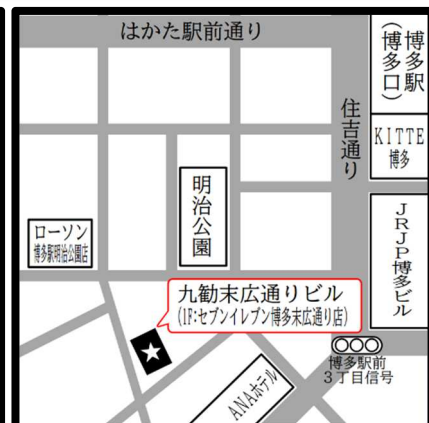 はかた駅前通り
博多駅
(博多口)
住吉通り
KITTE
博多
明治公園
ローソン
博多駅明治公園店
JRJP博多ビル
九勧末広通りビル
(1F:セブンイレブン博多末広通り店)
博多駅前
3丁目信号
ANAホテル